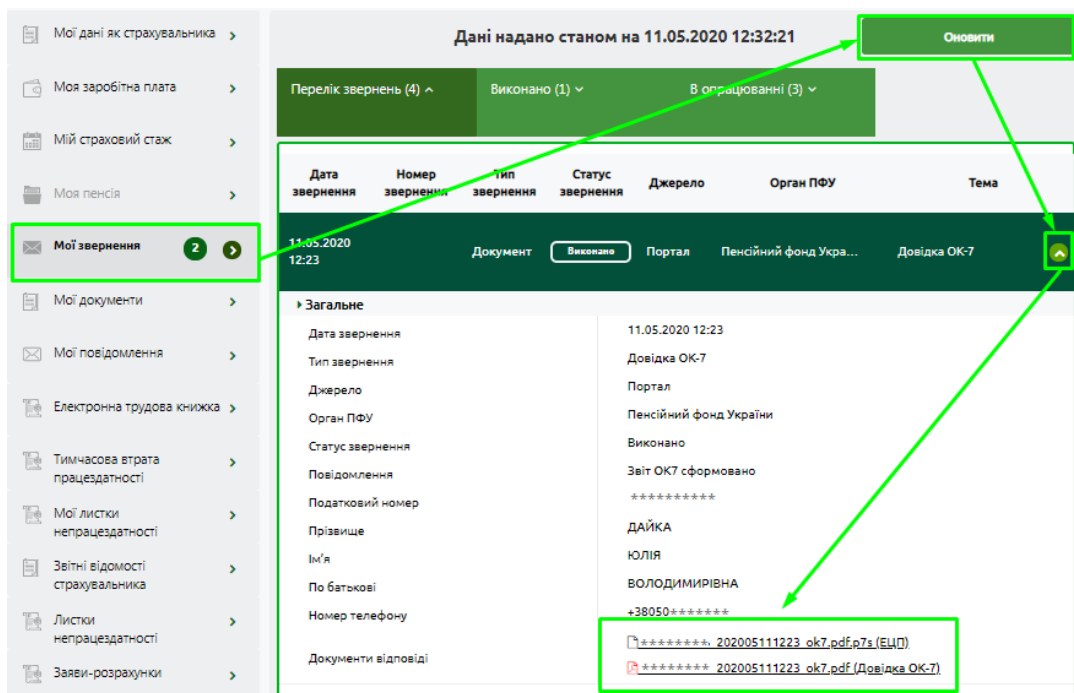 Мої дані як страхувальника
Моя заробітна плата
Мій страховий стаж
Моя пенсія
Мої звернення 2
Мої документи
Мої повідомлення
Електронна трудова книжка
Тимчасова втрата
працездатності
Мої листки
непрацездатності
Звітні відомості
страхувальника
Листки
непрацездатності
Заяви-розрахунки
Дані надано станом на 11.05.2020 12:32:21
Оновити
Перелік звернень (4) Виконано (1) В опрацюванні (3)
Дата Номер Тип Статус Джерело Орган ПФУ Тема
звернення звернення звернення звернення
11.05.2020
12:23 Документ Виконано Портал Пенсійний фонд Укра... Довідка ОК-7
Загальне
Дата звернення 11.05.2020 12:23
Тип звернення Довідка ОК-7
Джерело Портал
Орган ПФУ Пенсійний фонд України
Статус звернення Виконано
Повідомлення Звіт ОК7 сформовано
Податковий номер **********
Прізвище ДАЙКА
Ім'я ЮЛІЯ
По батькові ВОЛОДИМИРІВНА
Номер телефону +38050*******
Документи відповіді
********, 202005111223_ok7.pdf.p7s (ЕЦП)
********_202005111223_ok7.pdf (Довідка ОК-7)